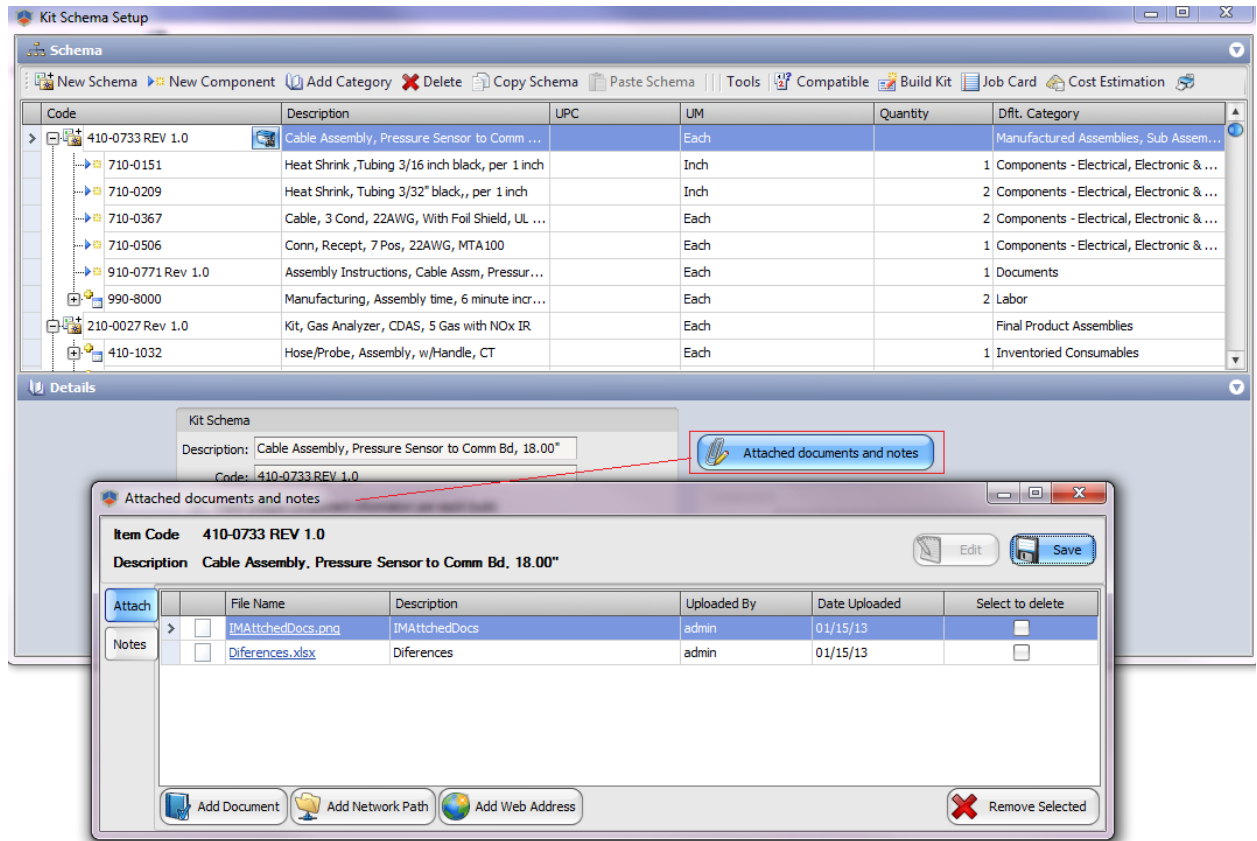 Kit Schema Setup
Schema
New Schema New Component Add Category Delete Copy Schema Paste Schema Tools Compatible Build Kit Job Card Cost Estimation
Code Description UPC UM Quantity Dflt. Category
410-0733 REV 1.0 Cable Assembly, Pressure Sensor to Comm ... Each Manufactured Assemblies, Sub Assem...
710-0151 Heat Shrink ,Tubing 3/16 inch black, per 1 inch Inch 1 Components - Electrical, Electronic & ...
710-0209 Heat Shrink, Tubing 3/32" black,, per 1 inch Inch 2 Components - Electrical, Electronic & ...
710-0367 Cable, 3 Cond, 22AWG, With Foil Shield, UL ... Each 2 Components - Electrical, Electronic & ...
710-0506 Conn, Recept, 7 Pos, 22AWG, MTA100 Each 1 Components - Electrical, Electronic & ...
910-0771 Rev 1.0 Assembly Instructions, Cable Assm, Pressur... Each 1 Documents
990-8000 Manufacturing, Assembly time, 6 minute incr... Each 2 Labor
210-0027 Rev 1.0 Kit, Gas Analyzer, CDAS, 5 Gas with NOx IR Each Final Product Assemblies
410-1032 Hose/Probe, Assembly, w/Handle, CT Each 1 Inventoried Consumables
Details
Kit Schema
Description: Cable Assembly, Pressure Sensor to Comm Bd, 18.00"
Attached documents and notes
Code: 410-0733 REV 1.0
Attached documents and notes
Item Code 410-0733 REV 1.0
Edit Save
Description Cable Assembly, Pressure Sensor to Comm Bd, 18.00"
Attach
Notes
File Name Description Uploaded By Date Uploaded Select to delete
IMAttchedDocs.png IMAttchedDocs admin 01/15/13
Diferences.xlsx Diferences admin 01/15/13
Add Document Add Network Path Add Web Address Remove Selected